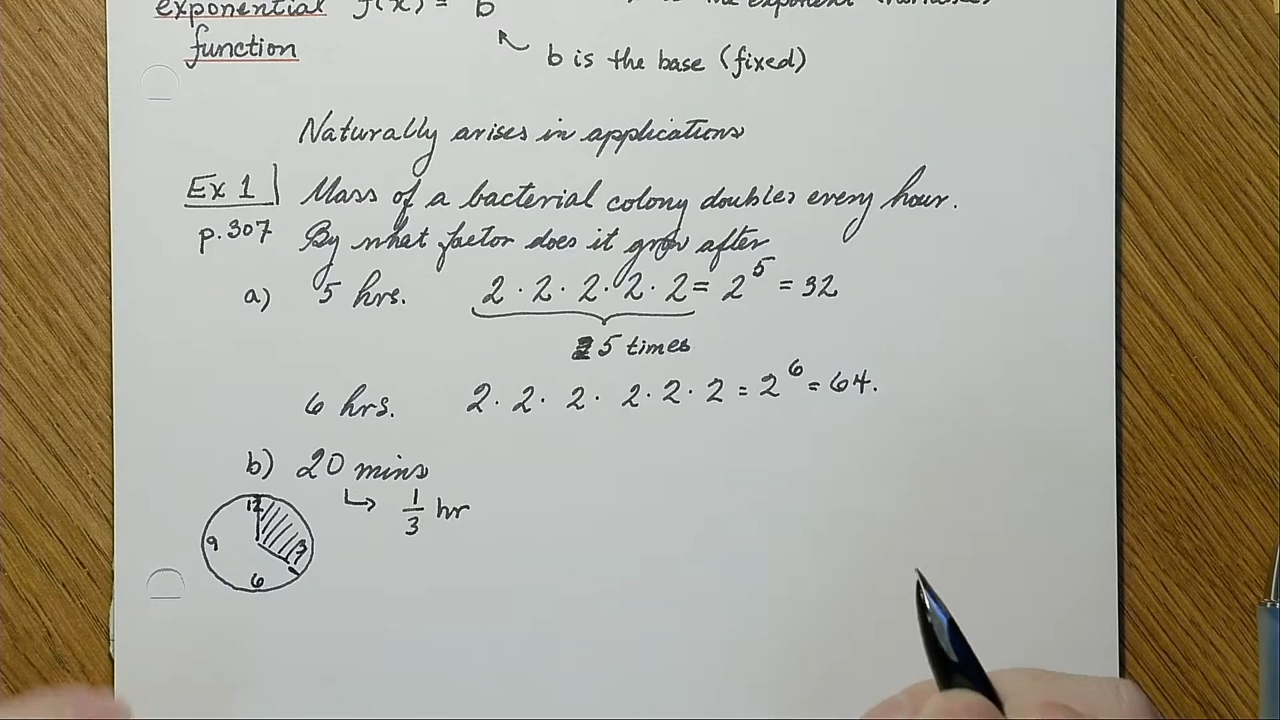 exponential f(x) = b
function
b is the base (fixed)
Naturally arises in applications
Ex 1 Mass of a bacterial colony doubles every hour.
p.307 By what factor does it grow after
a) 5 hrs. 2 · 2 · 2 · 2 · 2 = 2^5 = 32
5 times
6 hrs. 2 · 2 · 2 · 2 · 2 · 2 = 2^6 = 64.
b) 20 mins
↳ 1/3 hr
12
9 3
6